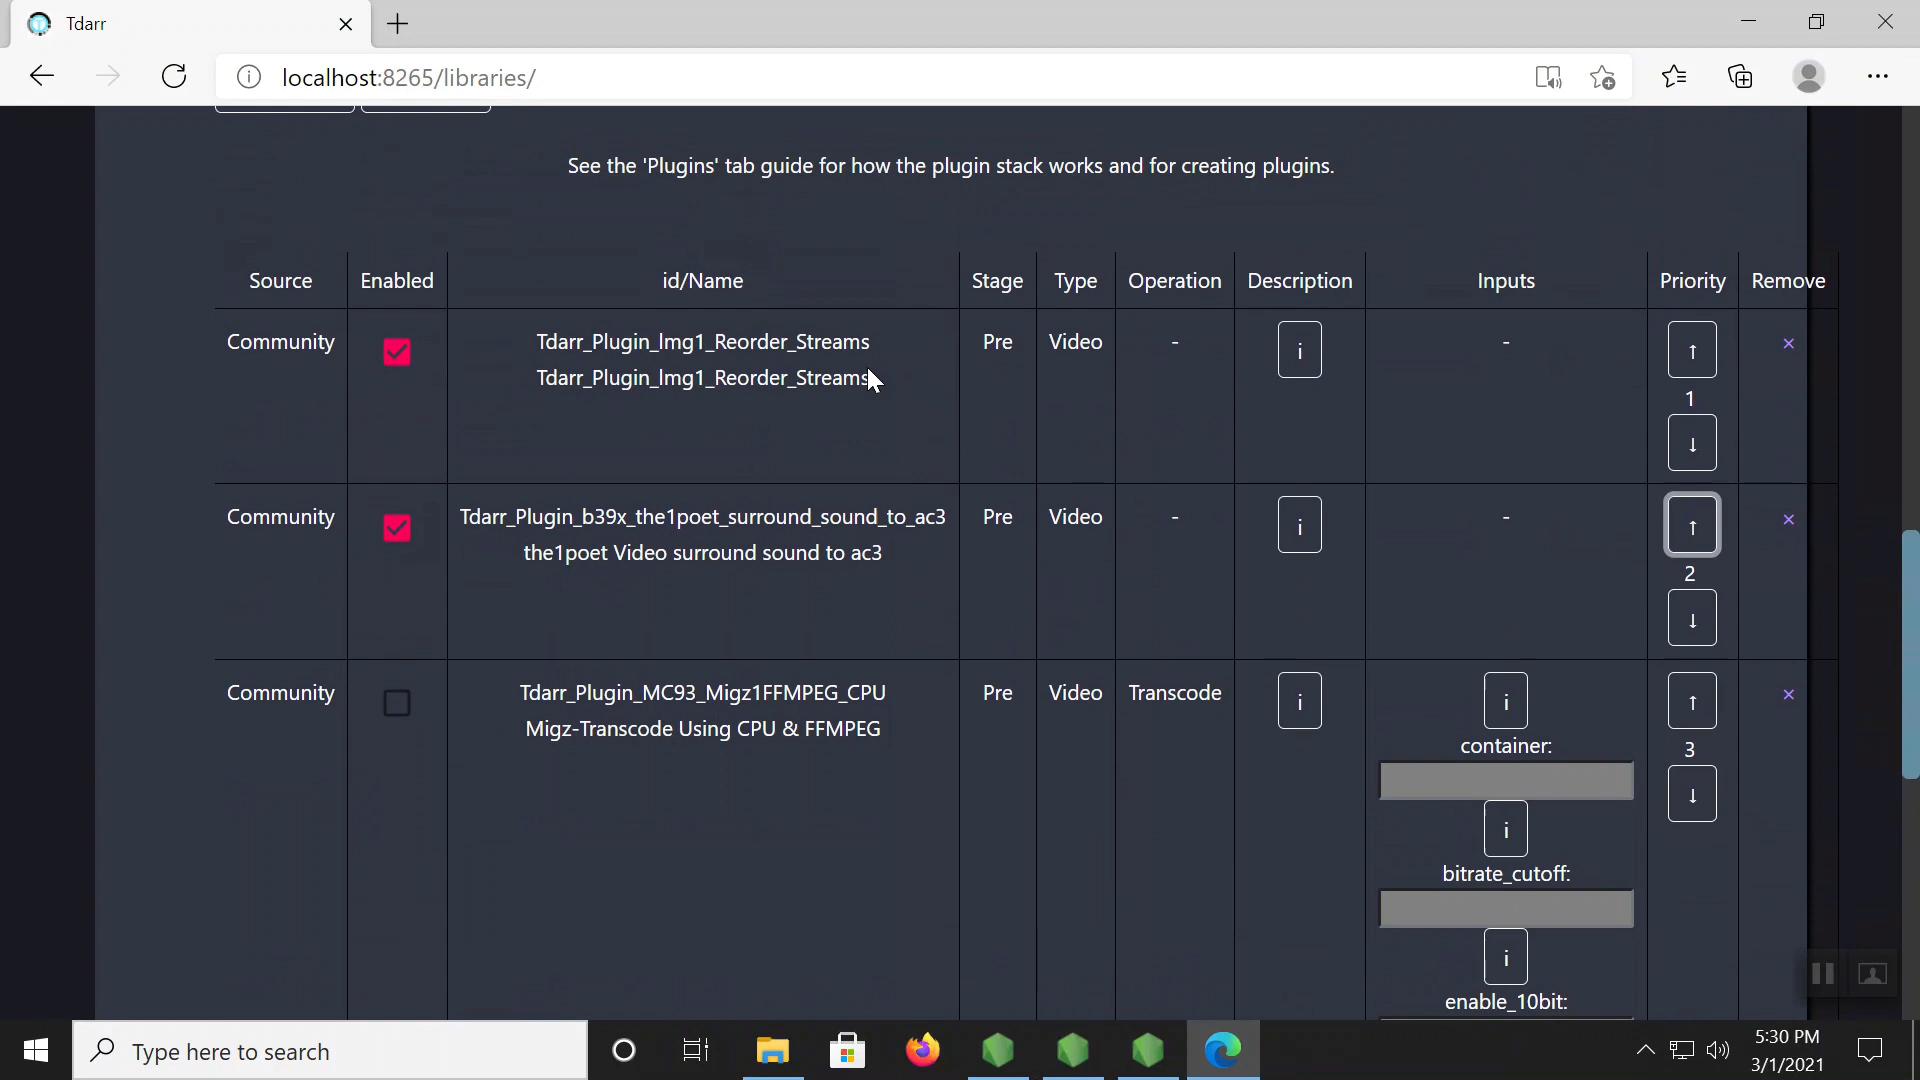 Tdarr
localhost:8265/libraries/
See the 'Plugins' tab guide for how the plugin stack works and for creating plugins.
Source Enabled id/Name Stage Type Operation Description Inputs Priority Remove
Community Tdarr_Plugin_lmg1_Reorder_Streams Pre Video - i - ↑ ×
Tdarr_Plugin_lmg1_Reorder_Streams
1
↓
Community Tdarr_Plugin_b39x_the1poet_surround_sound_to_ac3 Pre Video - i - ↑ ×
the1poet Video surround sound to ac3
2
↓
Community Tdarr_Plugin_MC93_Migz1FFMPEG_CPU Pre Video Transcode i i ↑ ×
Migz-Transcode Using CPU & FFMPEG
container: 3
↓
i
bitrate_cutoff:
i
enable_10bit:
Type here to search
5:30 PM
3/1/2021